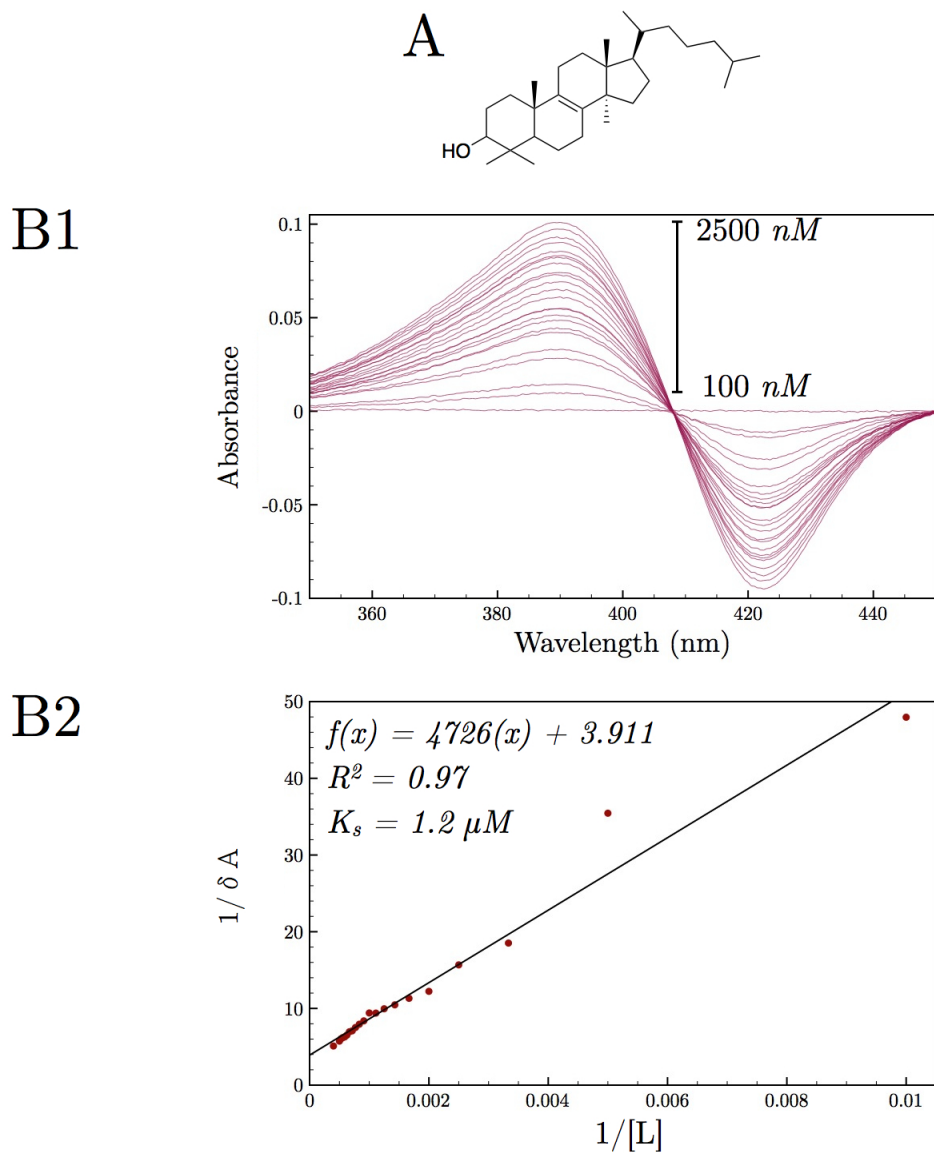 A
HO
B1
0.1
0.05
0
-0.05
-0.1
Absorbance
2500 nM
100 nM
360 380 400 420 440
Wavelength (nm)
B2
50
40
30
20
10
0
1/ δ A
f(x) = 4726(x) + 3.911
R² = 0.97
Kₛ = 1.2 μM
0 0.002 0.004 0.006 0.008 0.01
1/[L]